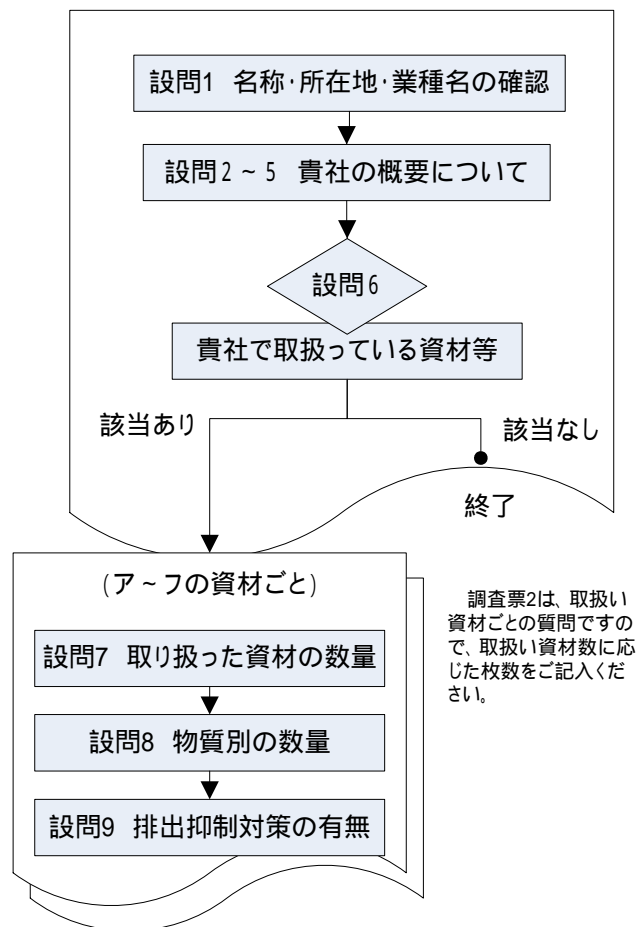 設問1 名称･所在地･業種名の確認
設問2～5 貴社の概要について
設問6
貴社で取扱っている資材等
該当あり
該当なし
終了
(ア～フの資材ごと)
設問7 取り扱った資材の数量
設問8 物質別の数量
設問9 排出抑制対策の有無
調査票2は、取扱い
資材ごとの質問ですの
で、取扱い資材数に応
じた枚数をご記入くだ
さい。